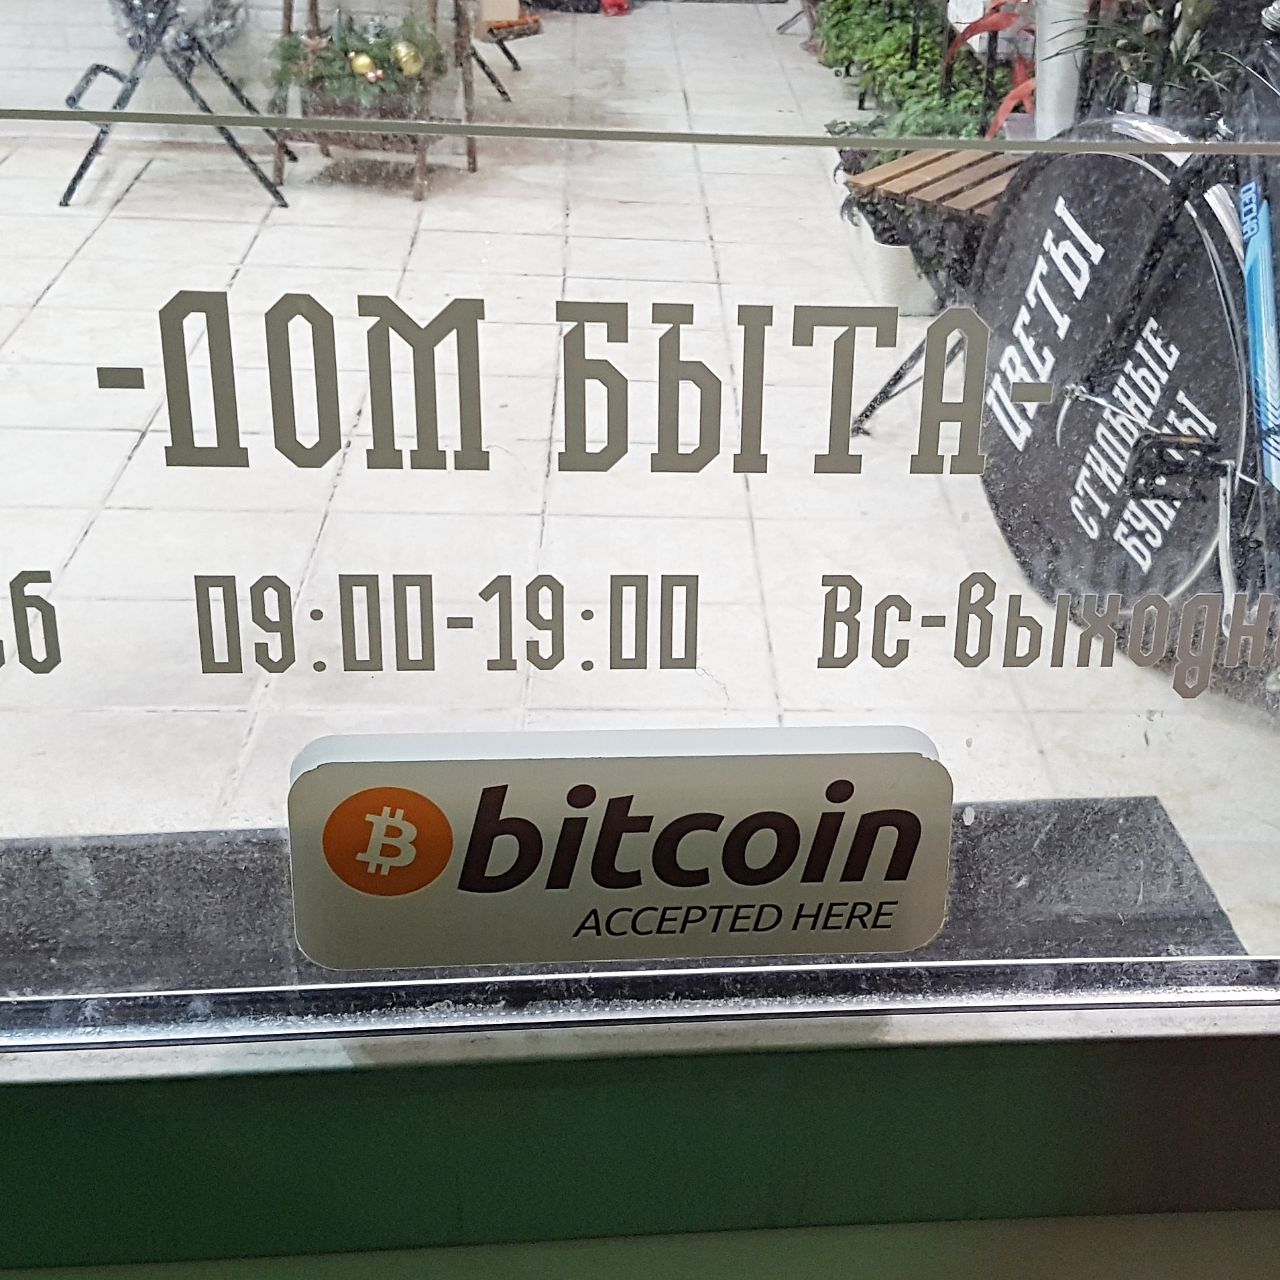 ЦВЕТЫ
СТИЛЬНЫЕ
-ДОМ БЫТА-
09:00-19:00 Вс-выходн
bitcoin
ACCEPTED HERE